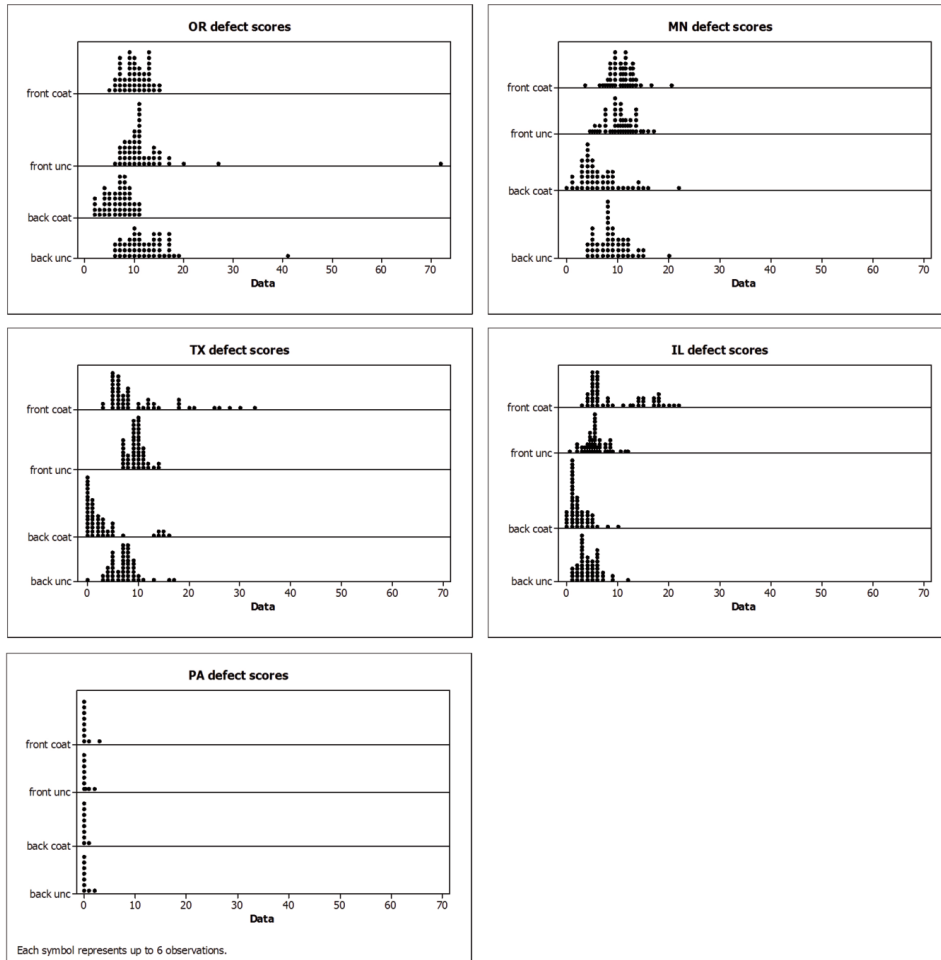 OR defect scores
front coat
front unc
back coat
back unc
0 10 20 30 40 50 60 70
Data
MN defect scores
front coat
front unc
back coat
back unc
0 10 20 30 40 50 60 70
Data
TX defect scores
front coat
front unc
back coat
back unc
0 10 20 30 40 50 60 70
Data
IL defect scores
front coat
front unc
back coat
back unc
0 10 20 30 40 50 60 70
Data
PA defect scores
front coat
front unc
back coat
back unc
0 10 20 30 40 50 60 70
Data
Each symbol represents up to 6 observations.